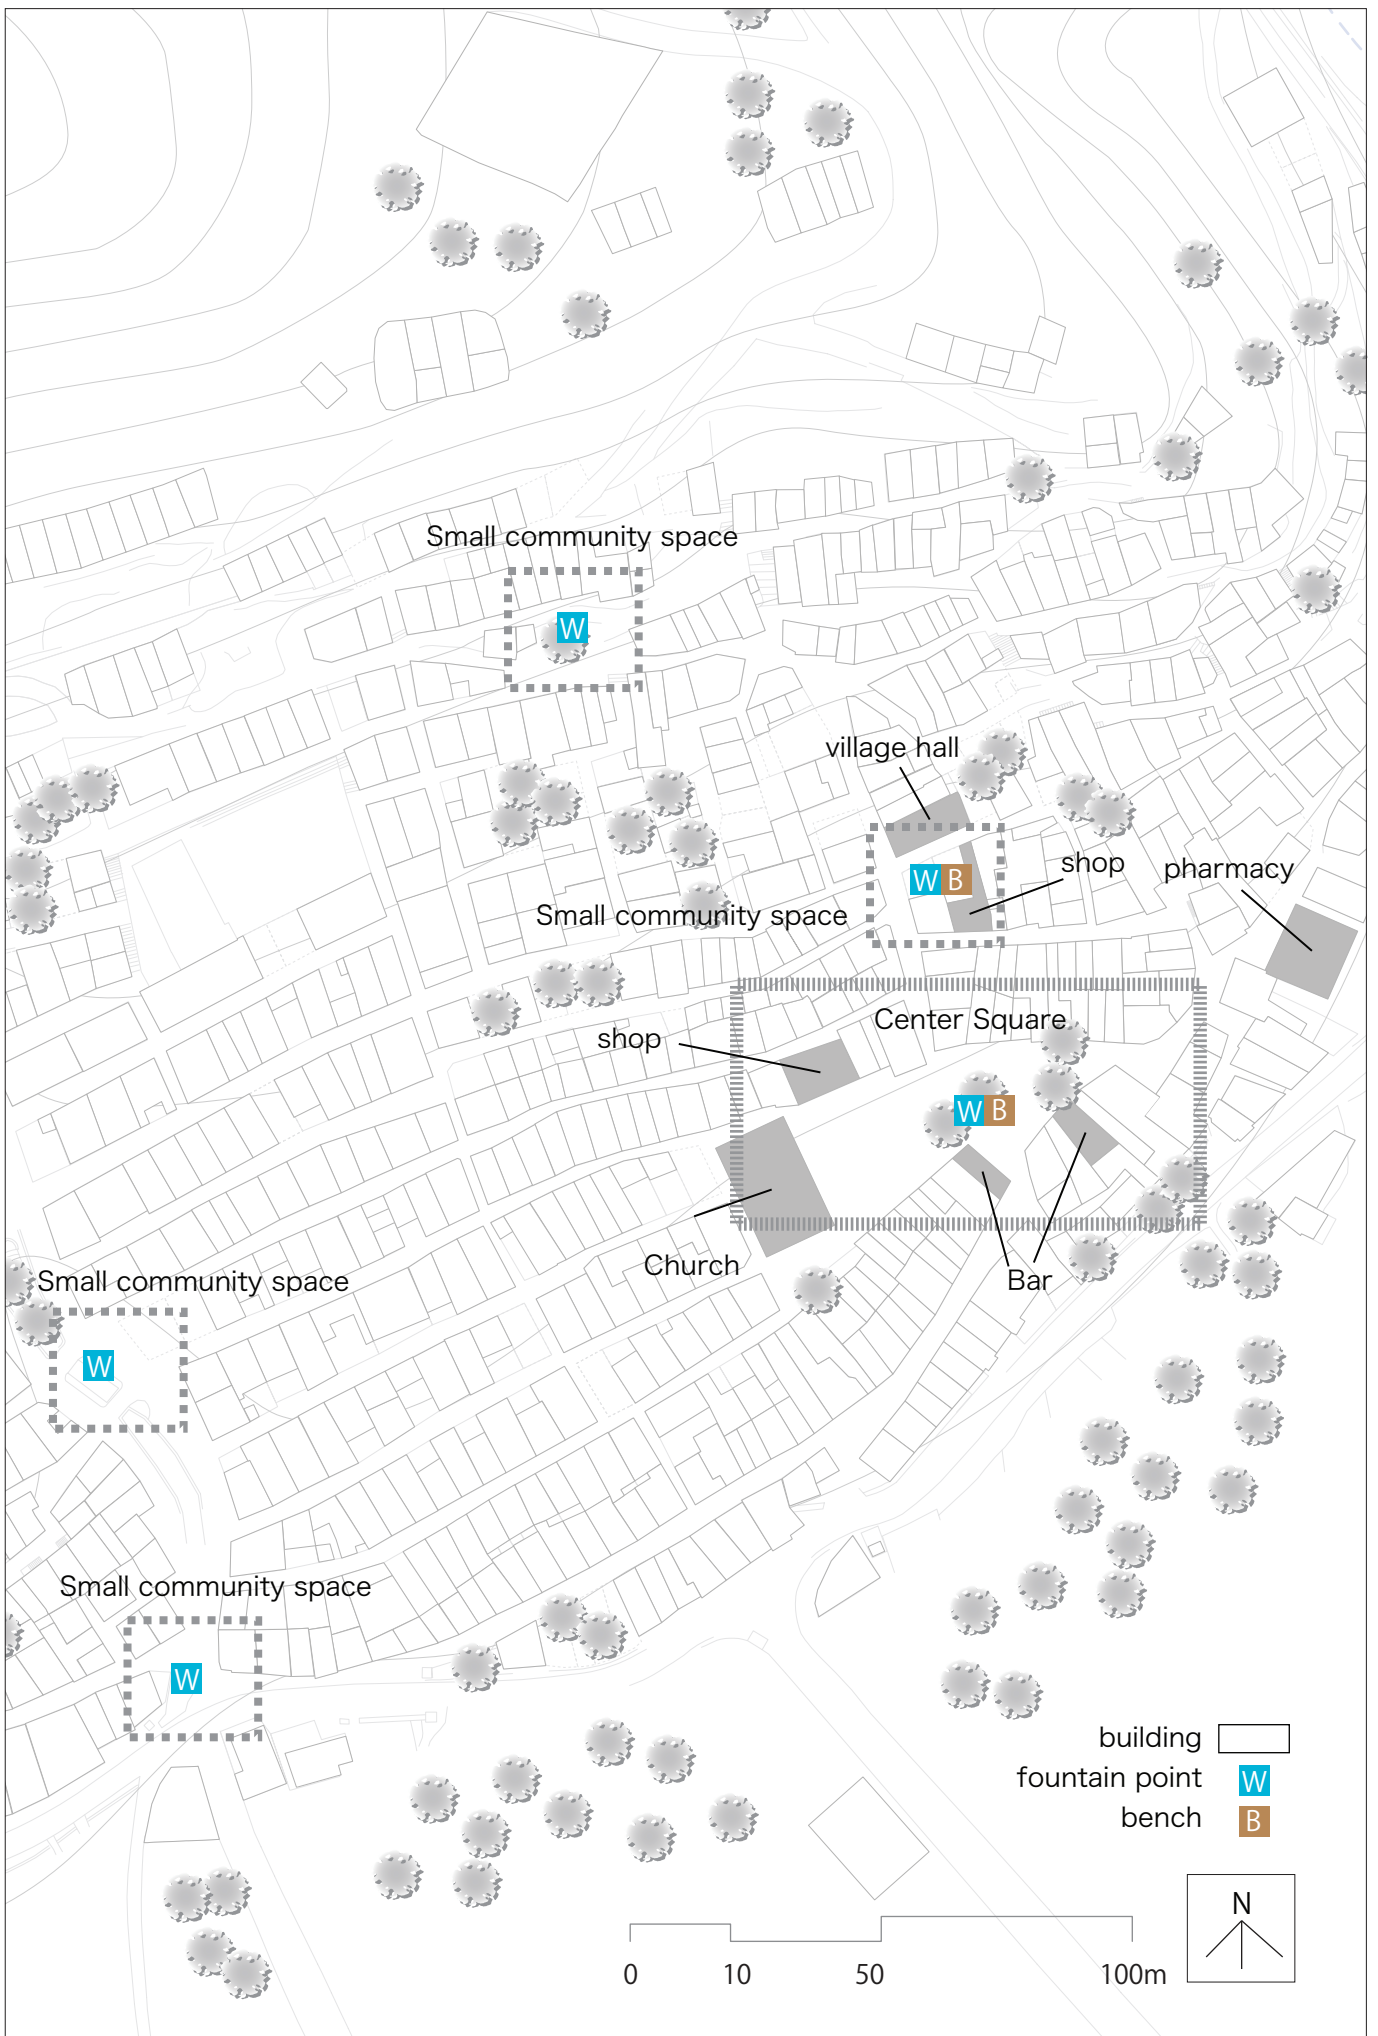 Small community space
W
village hall
shop
pharmacy
W B
Small community space
Center Square
shop
W B
Church
Bar
Small community space
W
Small community space
W
building
fountain point W
bench B
N
0 10 50 100m